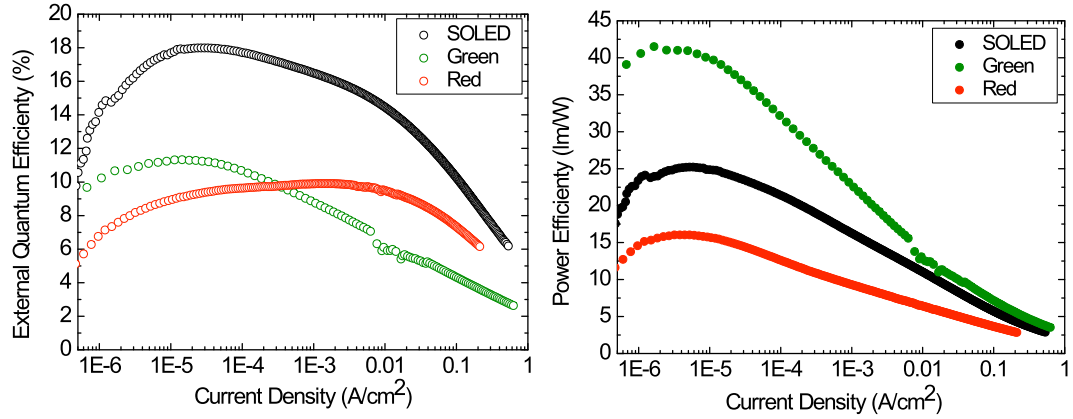 20
18
16
14
12
10
8
6
4
2
0
External Quantum Efficienty (%)
SOLED
Green
Red
1E-6 1E-5 1E-4 1E-3 0.01 0.1 1
Current Density (A/cm²)
45
40
35
30
25
20
15
10
5
0
Power Efficiency (lm/W)
SOLED
Green
Red
1E-6 1E-5 1E-4 1E-3 0.01 0.1 1
Current Density (A/cm²)